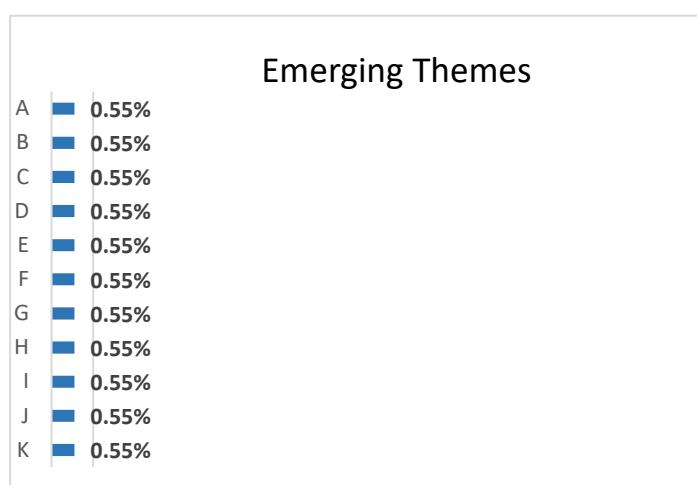 Emerging Themes
A 0.55%
B 0.55%
C 0.55%
D 0.55%
E 0.55%
F 0.55%
G 0.55%
H 0.55%
I 0.55%
J 0.55%
K 0.55%